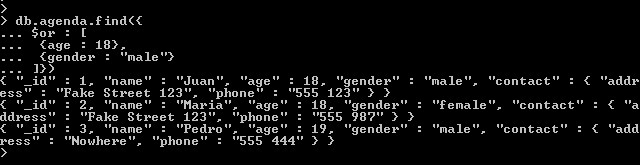 >
> db.agenda.find({
... $or : [
...  {age : 18},
...  {gender : "male"}
... ]})
{ "_id" : 1, "name" : "Juan", "age" : 18, "gender" : "male", "contact" : { "addr
ess" : "Fake Street 123", "phone" : "555 123" } }
{ "_id" : 2, "name" : "Maria", "age" : 18, "gender" : "female", "contact" : { "a
ddress" : "Fake Street 123", "phone" : "555 987" } }
{ "_id" : 3, "name" : "Pedro", "age" : 19, "gender" : "male", "contact" : { "add
ress" : "Nowhere", "phone" : "555 444" } }
>